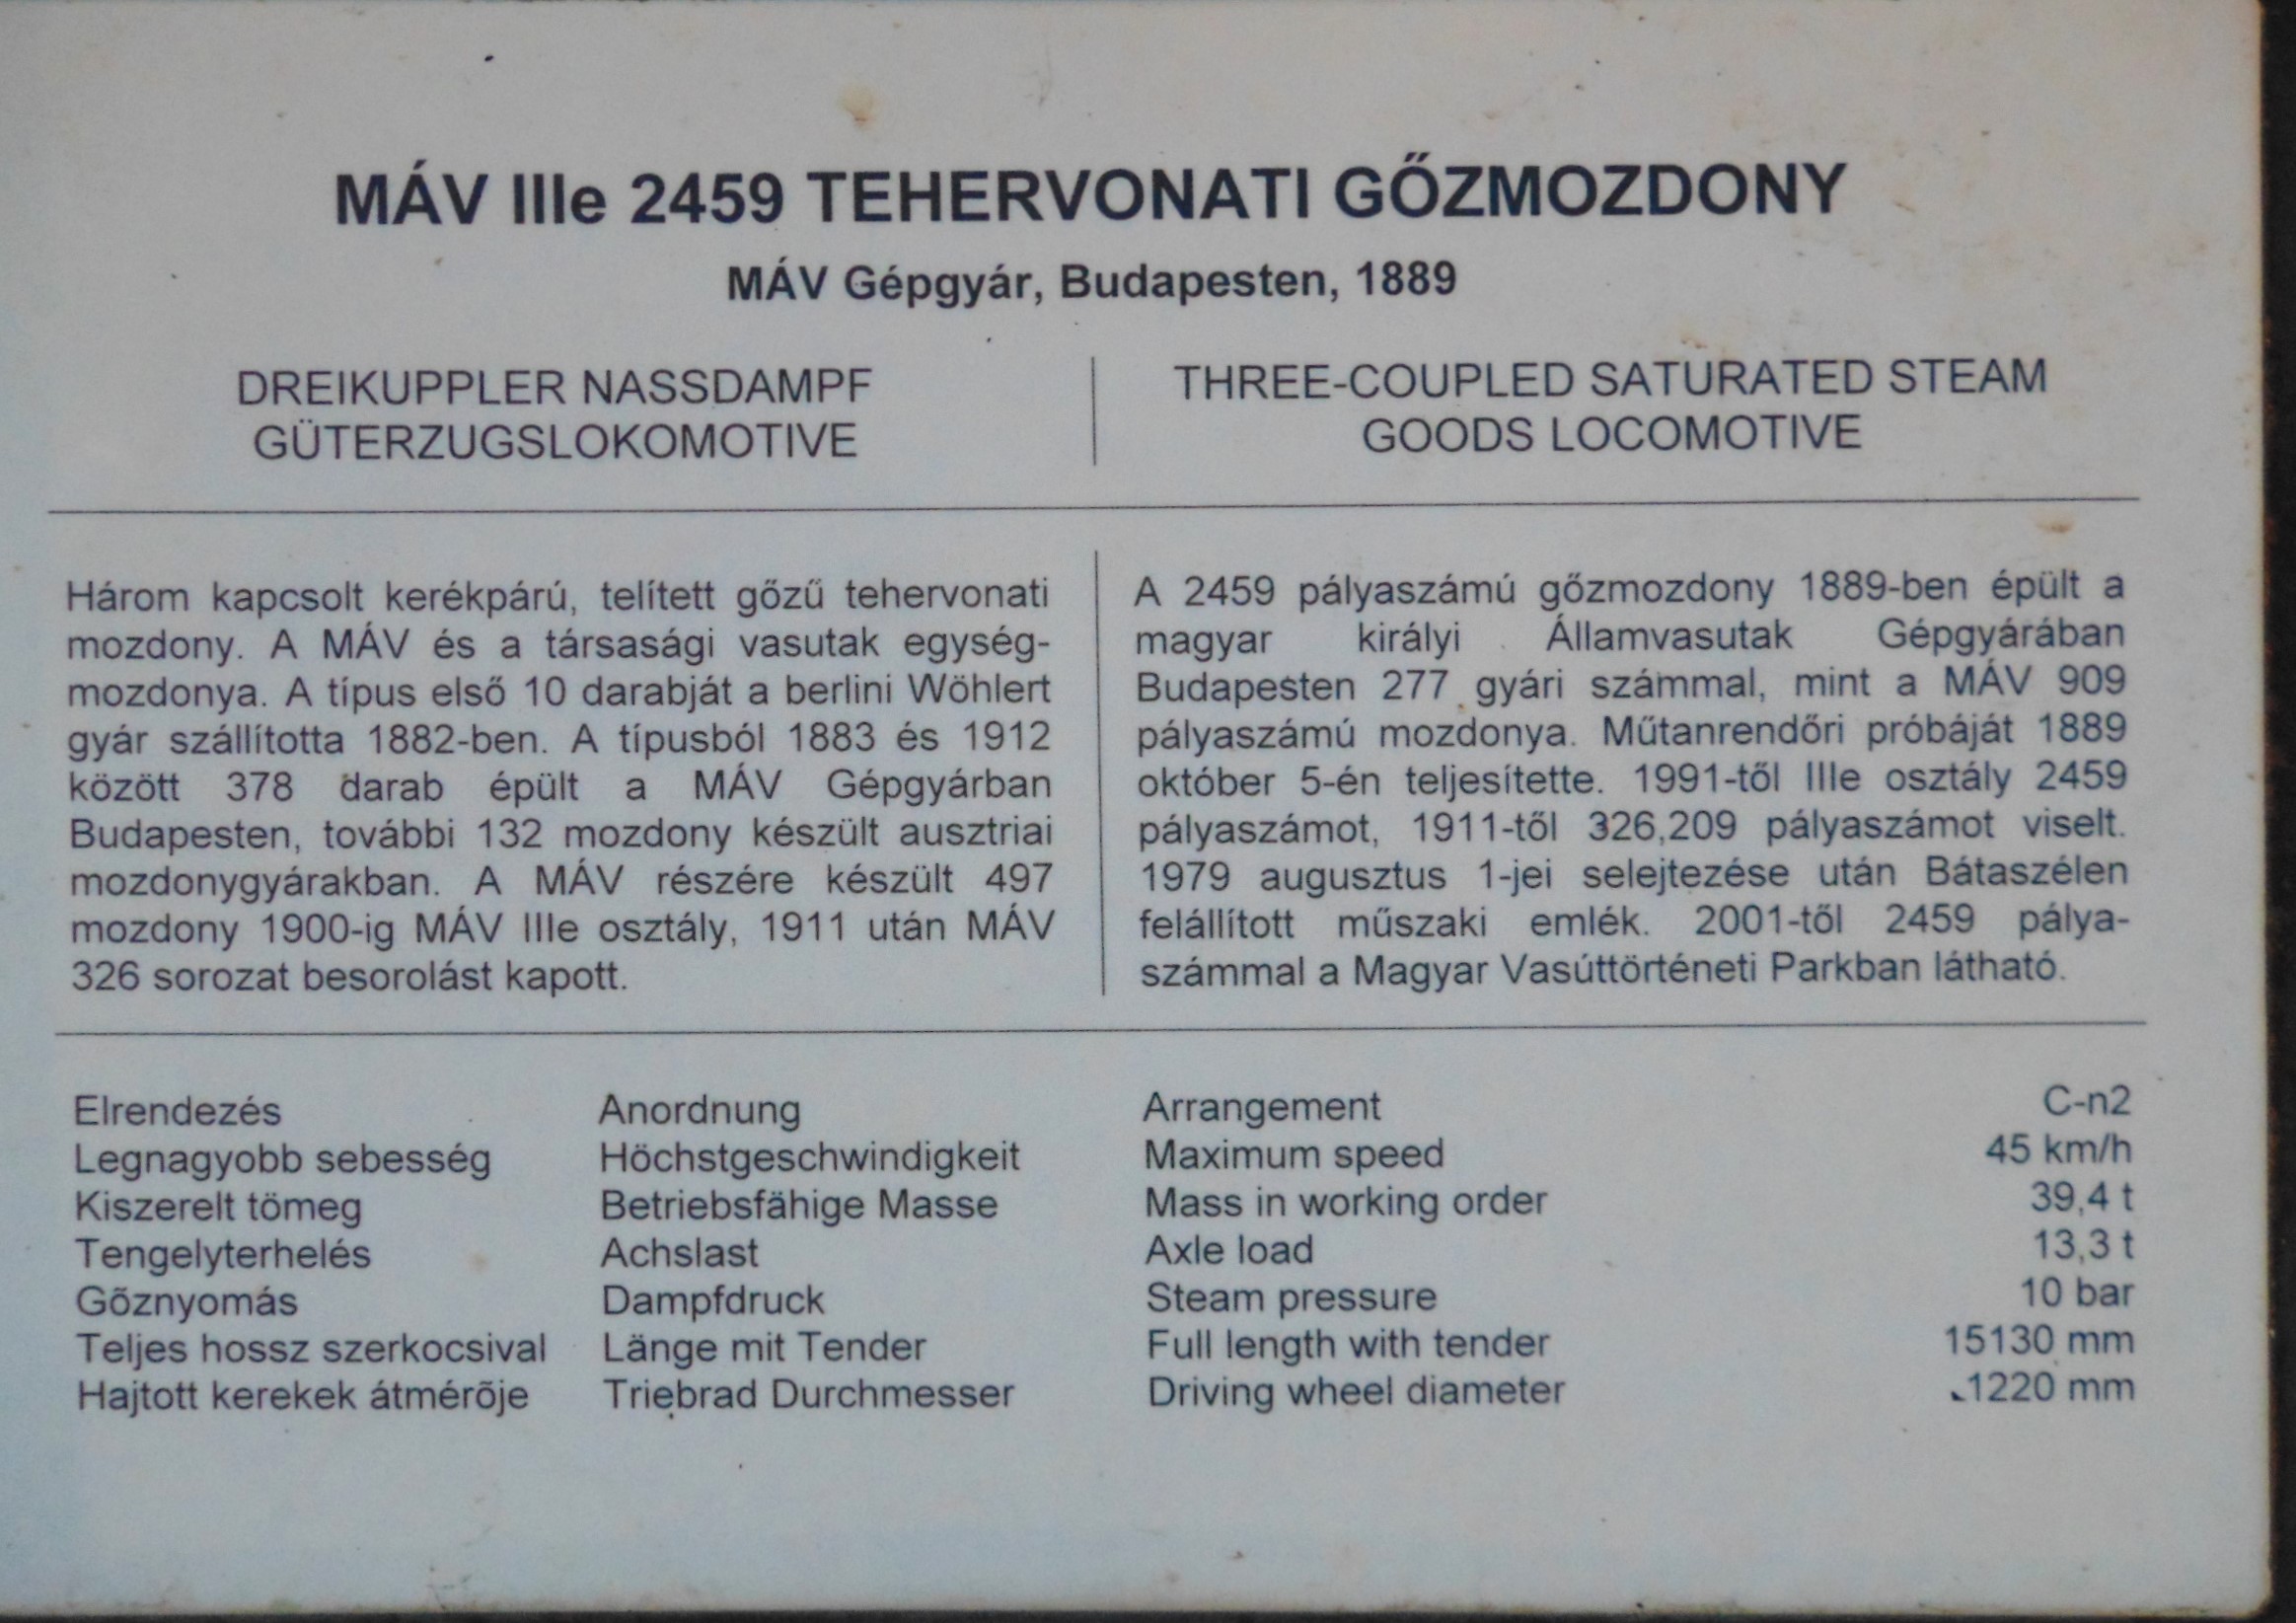 MÁV IIIe 2459 TEHERVONATI GŐZMOZDONY
MÁV Gépgyár, Budapesten, 1889
DREIKUPPLER NASSDAMPF
GÜTERZUGSLOKOMOTIVE
THREE-COUPLED SATURATED STEAM
GOODS LOCOMOTIVE
Három kapcsolt kerékpárú, telített gőzű tehervonati
mozdony. A MÁV és a társasági vasutak egység-
mozdonya. A típus első 10 darabját a berlini Wöhlert
gyár szállította 1882-ben. A típusból 1883 és 1912
között 378 darab épült a MÁV Gépgyárban
Budapesten, további 132 mozdony készült ausztriai
mozdonygyárakban. A MÁV részére készült 497
mozdony 1900-ig MÁV IIIe osztály, 1911 után MÁV
326 sorozat besorolást kapott.
A 2459 pályaszámú gőzmozdony 1889-ben épült a
magyar királyi Államvasutak Gépgyárában
Budapesten 277 gyári számmal, mint a MÁV 909
pályaszámú mozdonya. Műtanrendőri próbáját 1889
október 5-én teljesítette. 1991-től IIIe osztály 2459
pályaszámot, 1911-től 326,209 pályaszámot viselt.
1979 augusztus 1-jei selejtezése után Bátaszélen
felállított műszaki emlék. 2001-től 2459 pálya-
számmal a Magyar Vasúttörténeti Parkban látható.
Elrendezés Anordnung Arrangement C-n2
Legnagyobb sebesség Höchstgeschwindigkeit Maximum speed 45 km/h
Kiszerelt tömeg Betriebsfähige Masse Mass in working order 39,4 t
Tengelyterhelés Achslast Axle load 13,3 t
Gõznyomás Dampfdruck Steam pressure 10 bar
Teljes hossz szerkocsival Länge mit Tender Full length with tender 15130 mm
Hajtott kerekek átmérõje Triebrad Durchmesser Driving wheel diameter 1220 mm